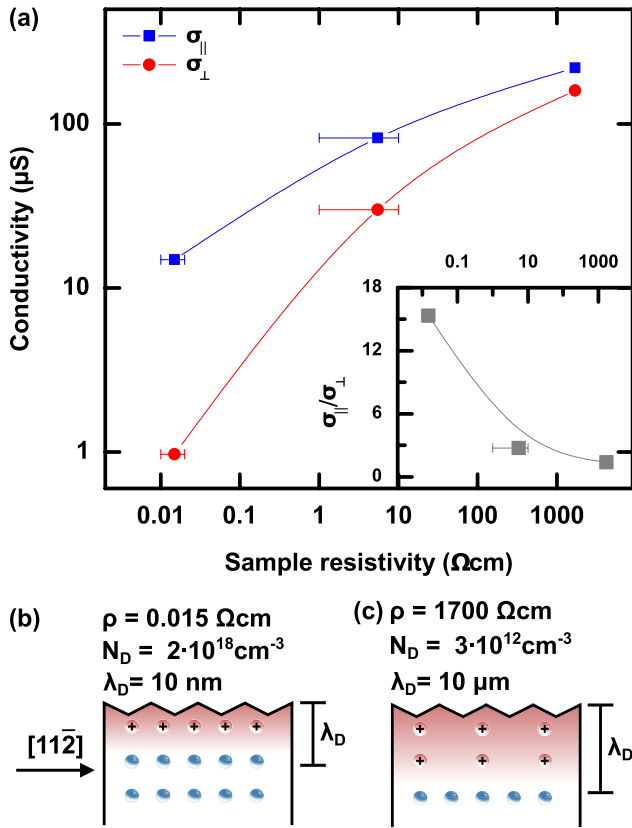 (a)
σ||
σ⊥
Conductivity (µS)
100
10
1
0.01 0.1 1 10 100 1000
Sample resistivity (Ωcm)
0.1 10 1000
18
12
6
0
σ||/σ⊥
(b)
ρ = 0.015 Ωcm
N_D = 2·10^18cm^-3
λ_D= 10 nm
[112̅]
+ + + + +
λ_D
(c)
ρ = 1700 Ωcm
N_D = 3·10^12cm^-3
λ_D= 10 µm
+ + +
+ + +
λ_D